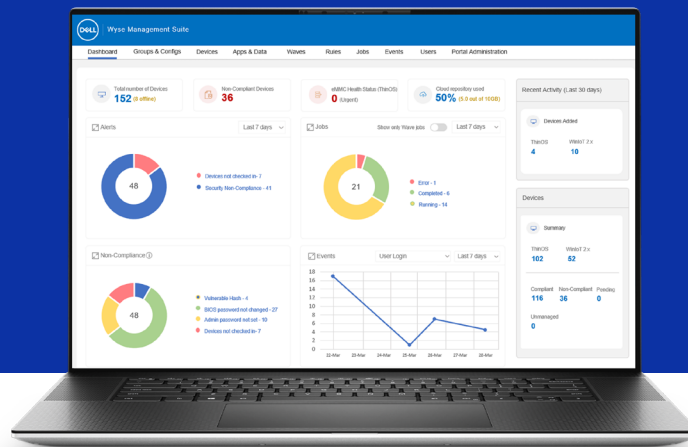 DELL
Wyse Management Suite
Dashboard Groups & Configs Devices Apps & Data Waves Rules Jobs Events Users Portal Administration
Total number of Devices
152 (8 offline)
Non-Compliant Devices
36
eMMC Health Status (ThinOS)
0 (Urgent)
Cloud repository used
50% (5.0 out of 10GB)
Alerts
Last 7 days
48
Devices not checked in- 7
Security Non-Compliance - 41
Jobs
Show only Wave jobs
Last 7 days
21
Error - 1
Completed - 6
Running - 14
Non-Compliance
48
Vulnerable Hash - 4
BIOS password not changed - 27
Admin password not set - 10
Devices not checked in- 7
Events
User Login
Last 7 days
18
16
14
12
10
8
6
4
2
0
22-Mar 23-Mar 24-Mar 25-Mar 26-Mar 27-Mar 28-Mar
Recent Activity (Last 30 days)
Devices Added
ThinOS WinIoT 2.x
4 10
Devices
Summary
ThinOS WinIoT 2.x
102 52
Compliant Non-Compliant Pending
116 36 0
Unmanaged
0